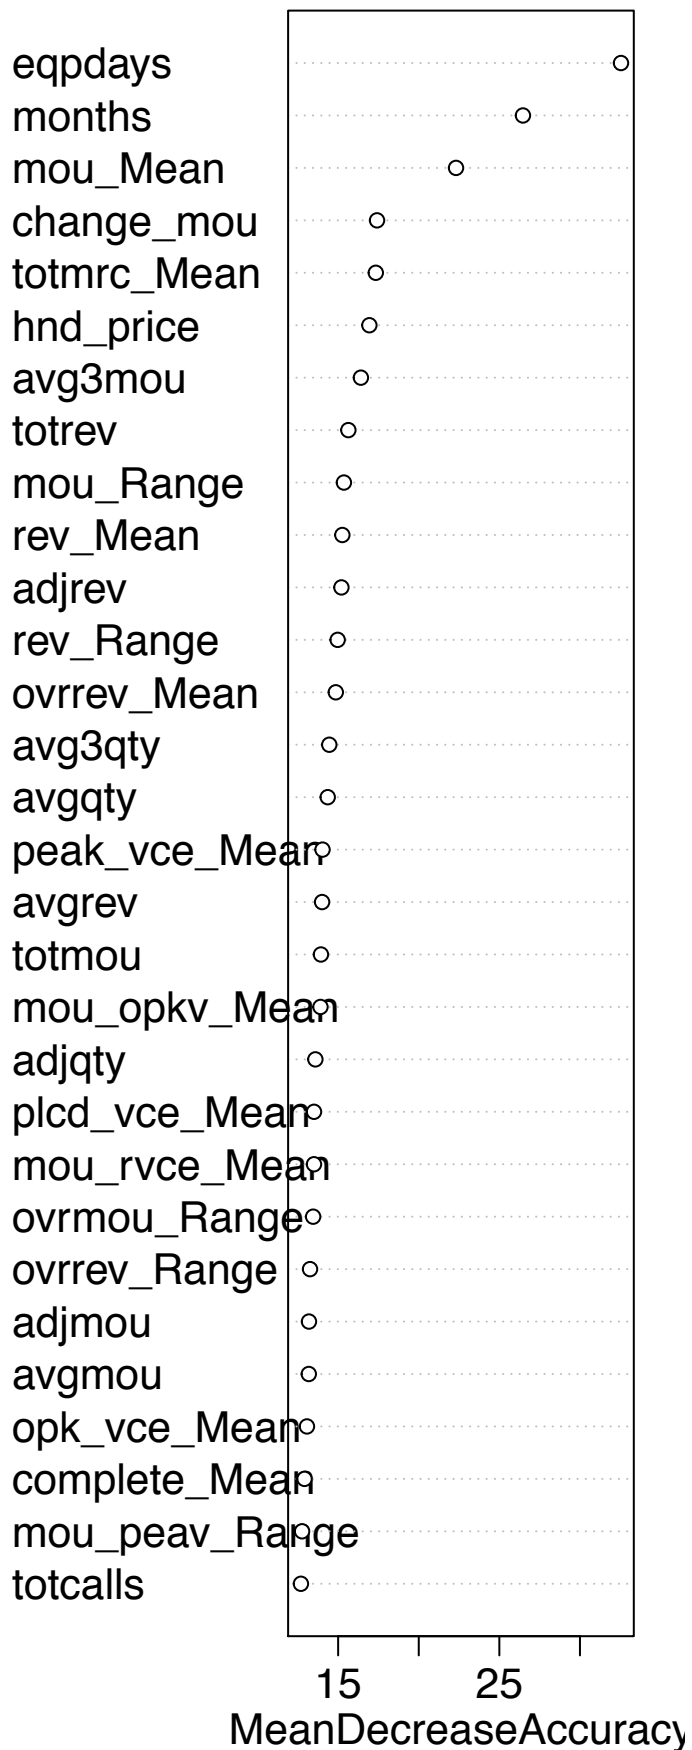 eqpdays
months
mou_Mean
change_mou
totmrc_Mean
hnd_price
avg3mou
totrev
mou_Range
rev_Mean
adjrev
rev_Range
ovrrev_Mean
avg3qty
avgqty
peak_vce_Mean
avgrev
totmou
mou_opkv_Mean
adjqty
plcd_vce_Mean
mou_rvce_Mean
ovrmou_Range
ovrrev_Range
adjmou
avgmou
opk_vce_Mean
complete_Mean
mou_peav_Range
totcalls
15 25
MeanDecreaseAccuracy